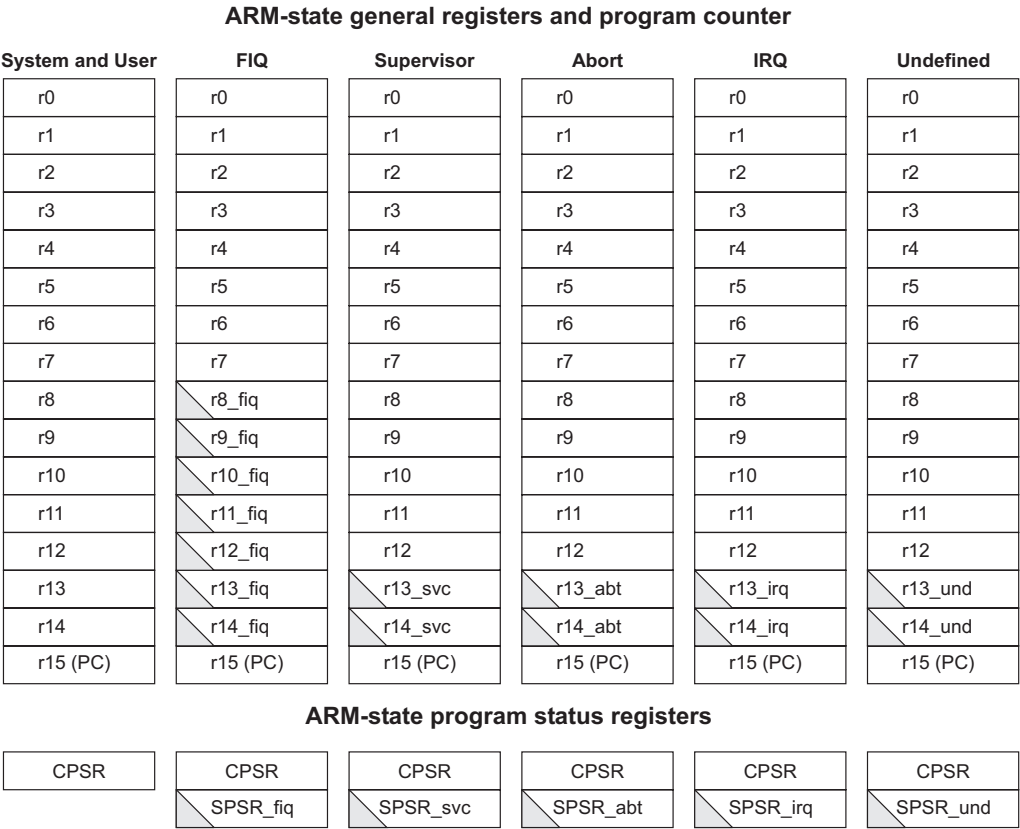 ARM-state general registers and program counter
System and User FIQ Supervisor Abort IRQ Undefined
r0 r0 r0 r0 r0 r0
r1 r1 r1 r1 r1 r1
r2 r2 r2 r2 r2 r2
r3 r3 r3 r3 r3 r3
r4 r4 r4 r4 r4 r4
r5 r5 r5 r5 r5 r5
r6 r6 r6 r6 r6 r6
r7 r7 r7 r7 r7 r7
r8 r8_fiq r8 r8 r8 r8
r9 r9_fiq r9 r9 r9 r9
r10 r10_fiq r10 r10 r10 r10
r11 r11_fiq r11 r11 r11 r11
r12 r12_fiq r12 r12 r12 r12
r13 r13_fiq r13_svc r13_abt r13_irq r13_und
r14 r14_fiq r14_svc r14_abt r14_irq r14_und
r15 (PC) r15 (PC) r15 (PC) r15 (PC) r15 (PC) r15 (PC)
ARM-state program status registers
CPSR CPSR CPSR CPSR CPSR CPSR
SPSR_fiq SPSR_svc SPSR_abt SPSR_irq SPSR_und